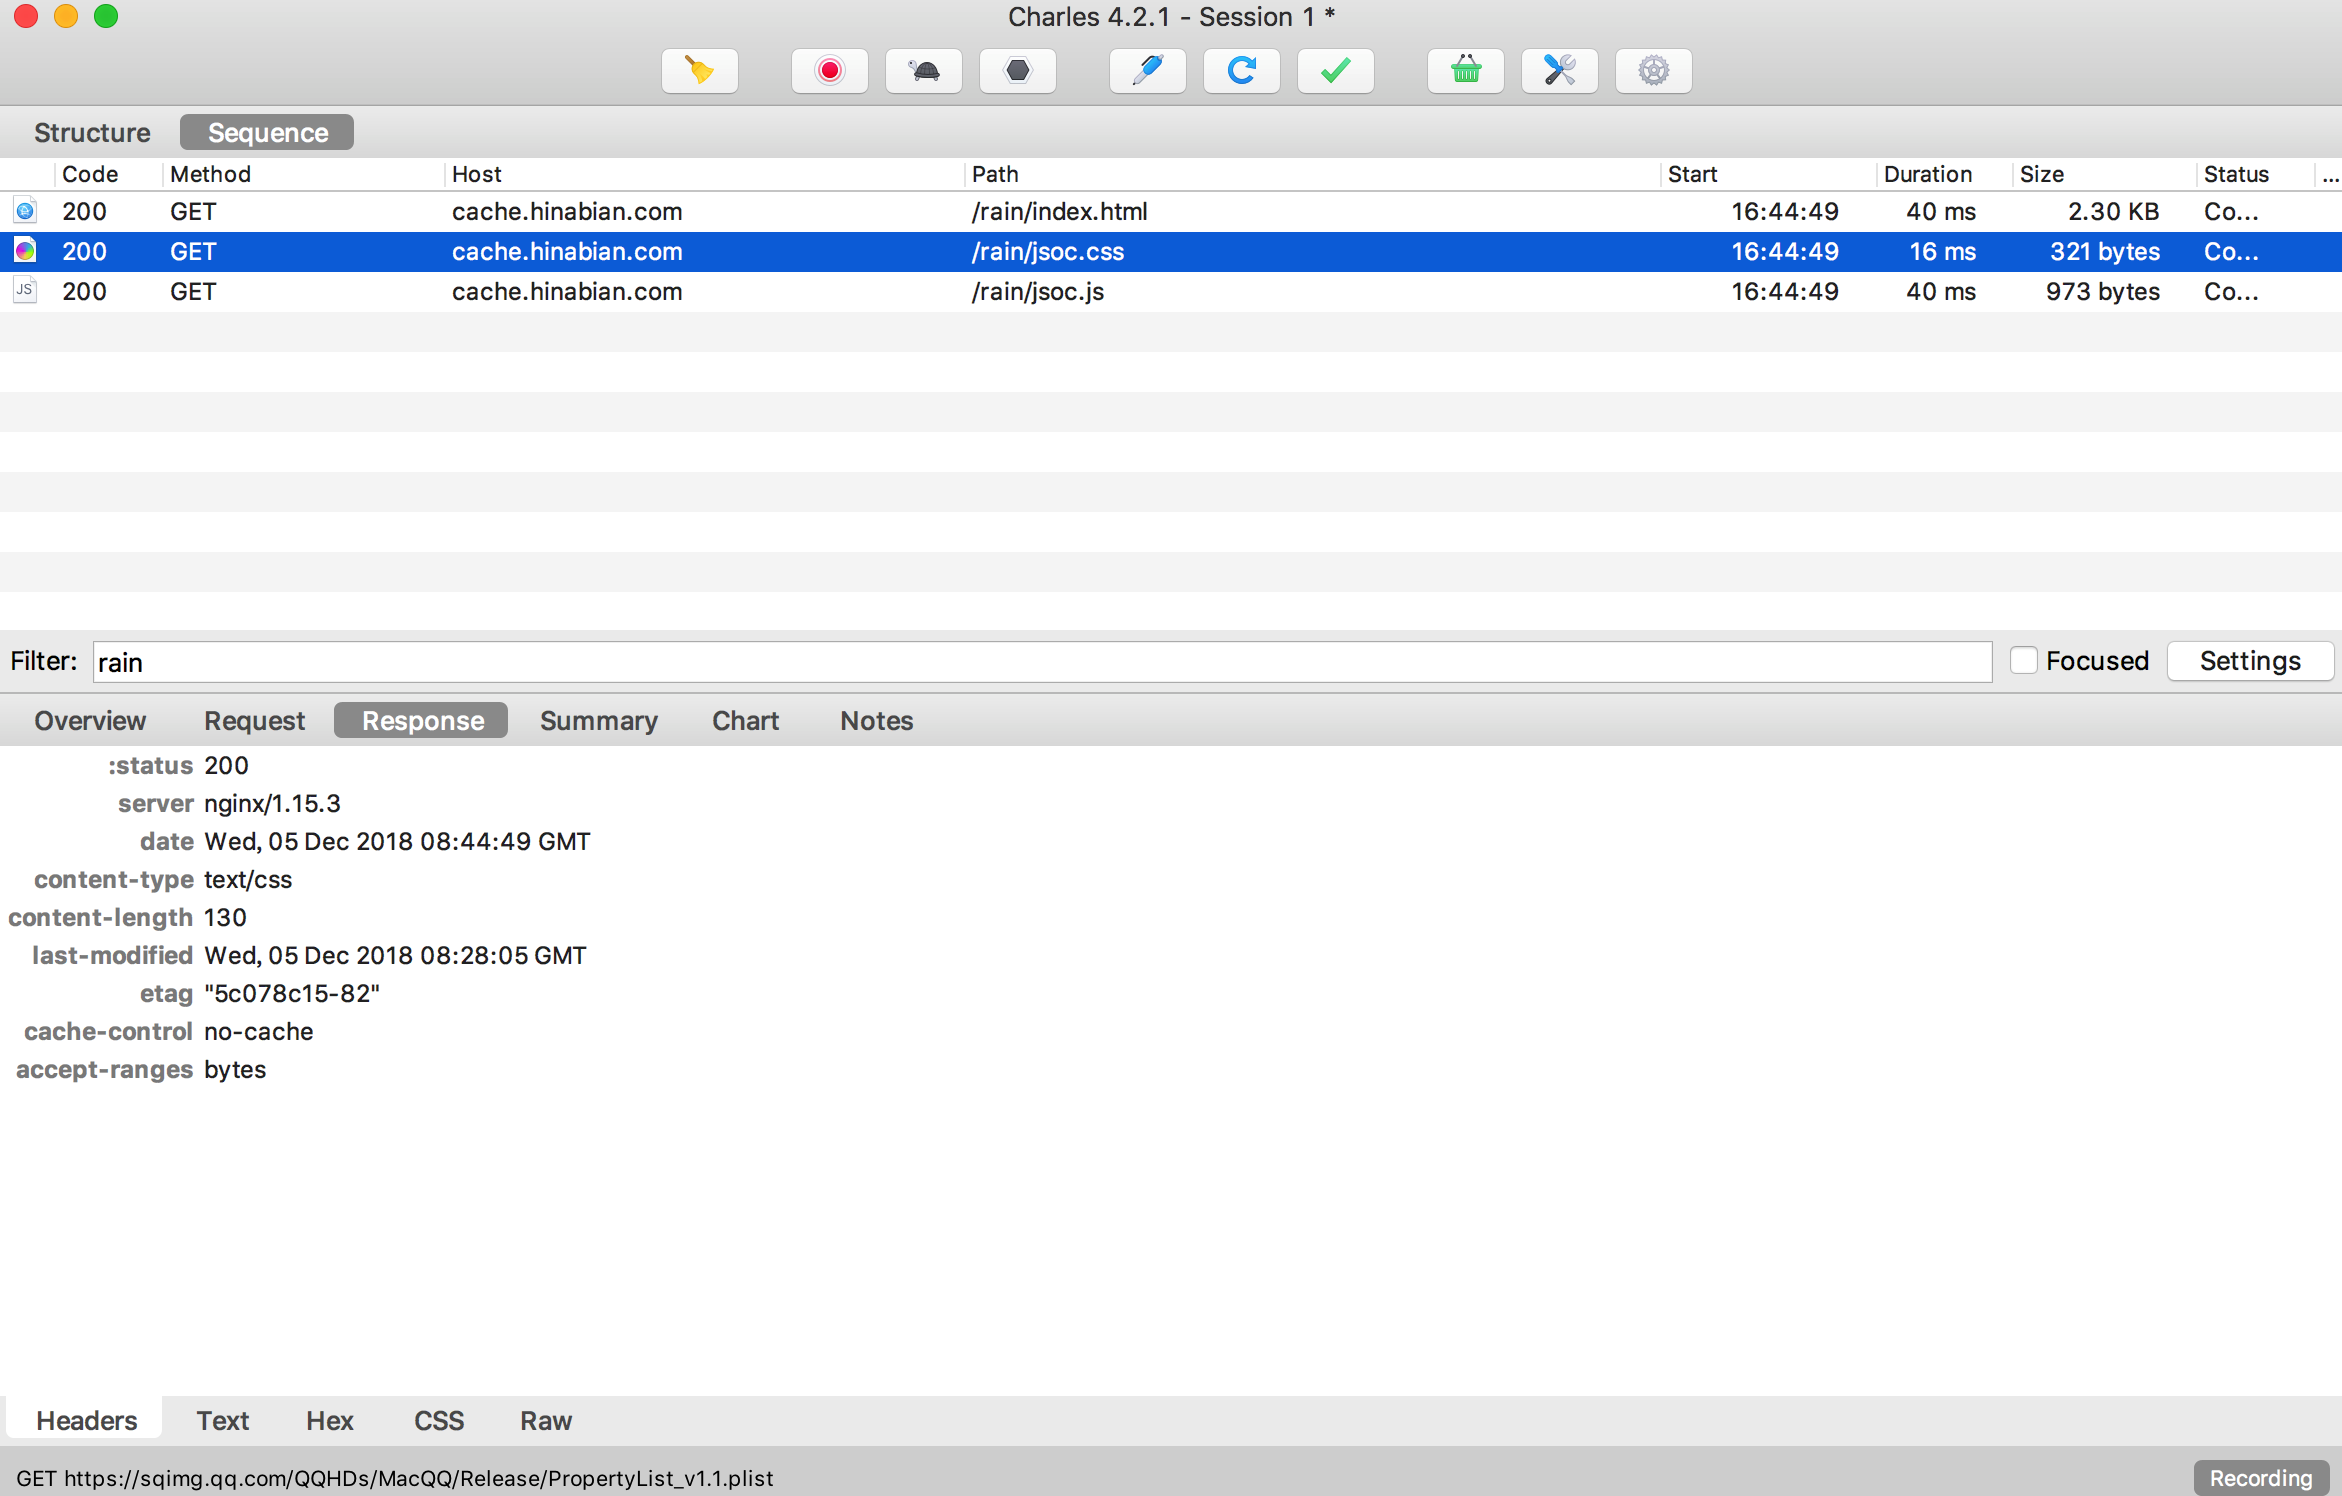 Charles 4.2.1 - Session 1 *
Structure Sequence
Code Method Host Path Start Duration Size Status ...
200 GET cache.hinabian.com /rain/index.html 16:44:49 40 ms 2.30 KB Co...
200 GET cache.hinabian.com /rain/jsoc.css 16:44:49 16 ms 321 bytes Co...
JS 200 GET cache.hinabian.com /rain/jsoc.js 16:44:49 40 ms 973 bytes Co...
Filter: rain Focused Settings
Overview Request Response Summary Chart Notes
:status 200
server nginx/1.15.3
date Wed, 05 Dec 2018 08:44:49 GMT
content-type text/css
content-length 130
last-modified Wed, 05 Dec 2018 08:28:05 GMT
etag "5c078c15-82"
cache-control no-cache
accept-ranges bytes
Headers Text Hex CSS Raw
GET https://sqimg.qq.com/QQHDs/MacQQ/Release/PropertyList_v1.1.plist Recording